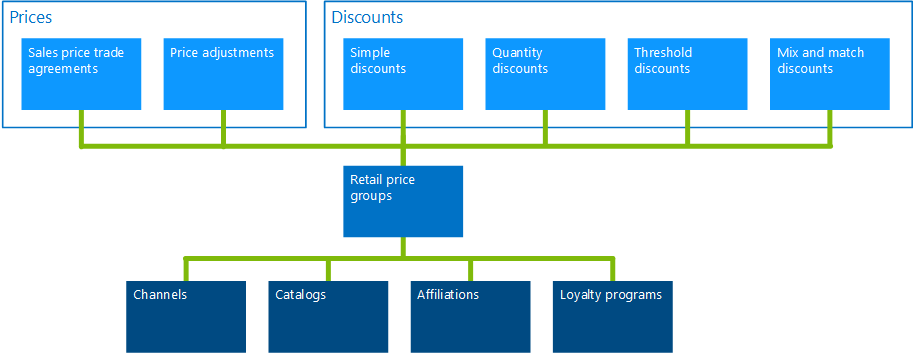 Prices
Discounts
Sales price trade
agreements
Price adjustments
Simple
discounts
Quantity
discounts
Threshold
discounts
Mix and match
discounts
Retail price
groups
Channels
Catalogs
Affiliations
Loyalty programs